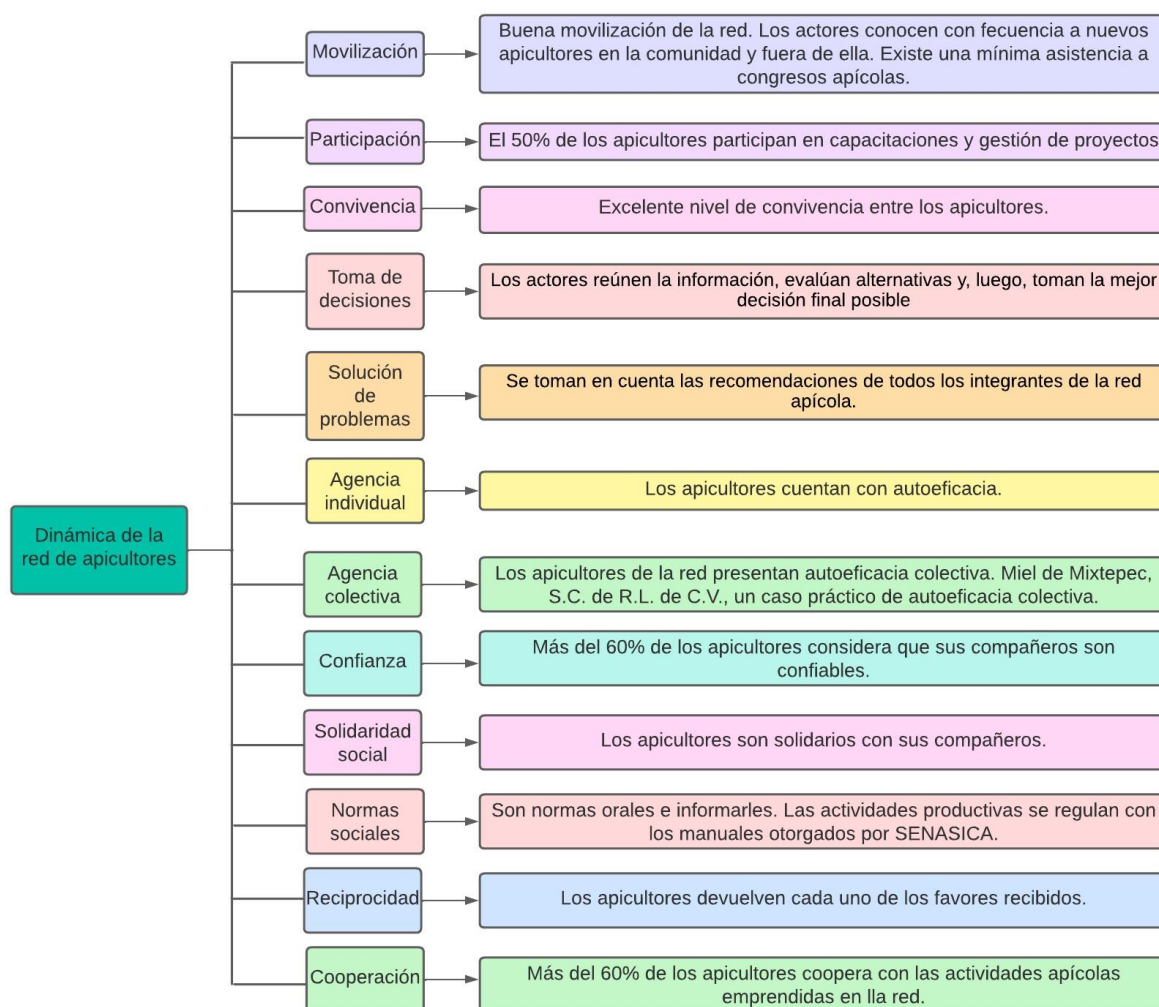 Movilización
Buena movilización de la red. Los actores conocen con fecuencia a nuevos
apicultores en la comunidad y fuera de ella. Existe una mínima asistencia a
congresos apícolas.
Participación
El 50% de los apicultores participan en capacitaciones y gestión de proyectos
Convivencia
Excelente nivel de convivencia entre los apicultores.
Toma de
decisiones
Los actores reúnen la información, evalúan alternativas y, luego, toman la mejor
decisión final posible
Solución
de
problemas
Se toman en cuenta las recomendaciones de todos los integrantes de la red
apícola.
Agencia
individual
Los apicultores cuentan con autoeficacia.
Dinámica de la
red de apicultores
Agencia
colectiva
Los apicultores de la red presentan autoeficacia colectiva. Miel de Mixtepec,
S.C. de R.L. de C.V., un caso práctico de autoeficacia colectiva.
Confianza
Más del 60% de los apicultores considera que sus compañeros son
confiables.
Solidaridad
social
Los apicultores son solidarios con sus compañeros.
Normas
sociales
Son normas orales e informarles. Las actividades productivas se regulan con
los manuales otorgados por SENASICA.
Reciprocidad
Los apicultores devuelven cada uno de los favores recibidos.
Cooperación
Más del 60% de los apicultores coopera con las actividades apícolas
emprendidas en lla red.